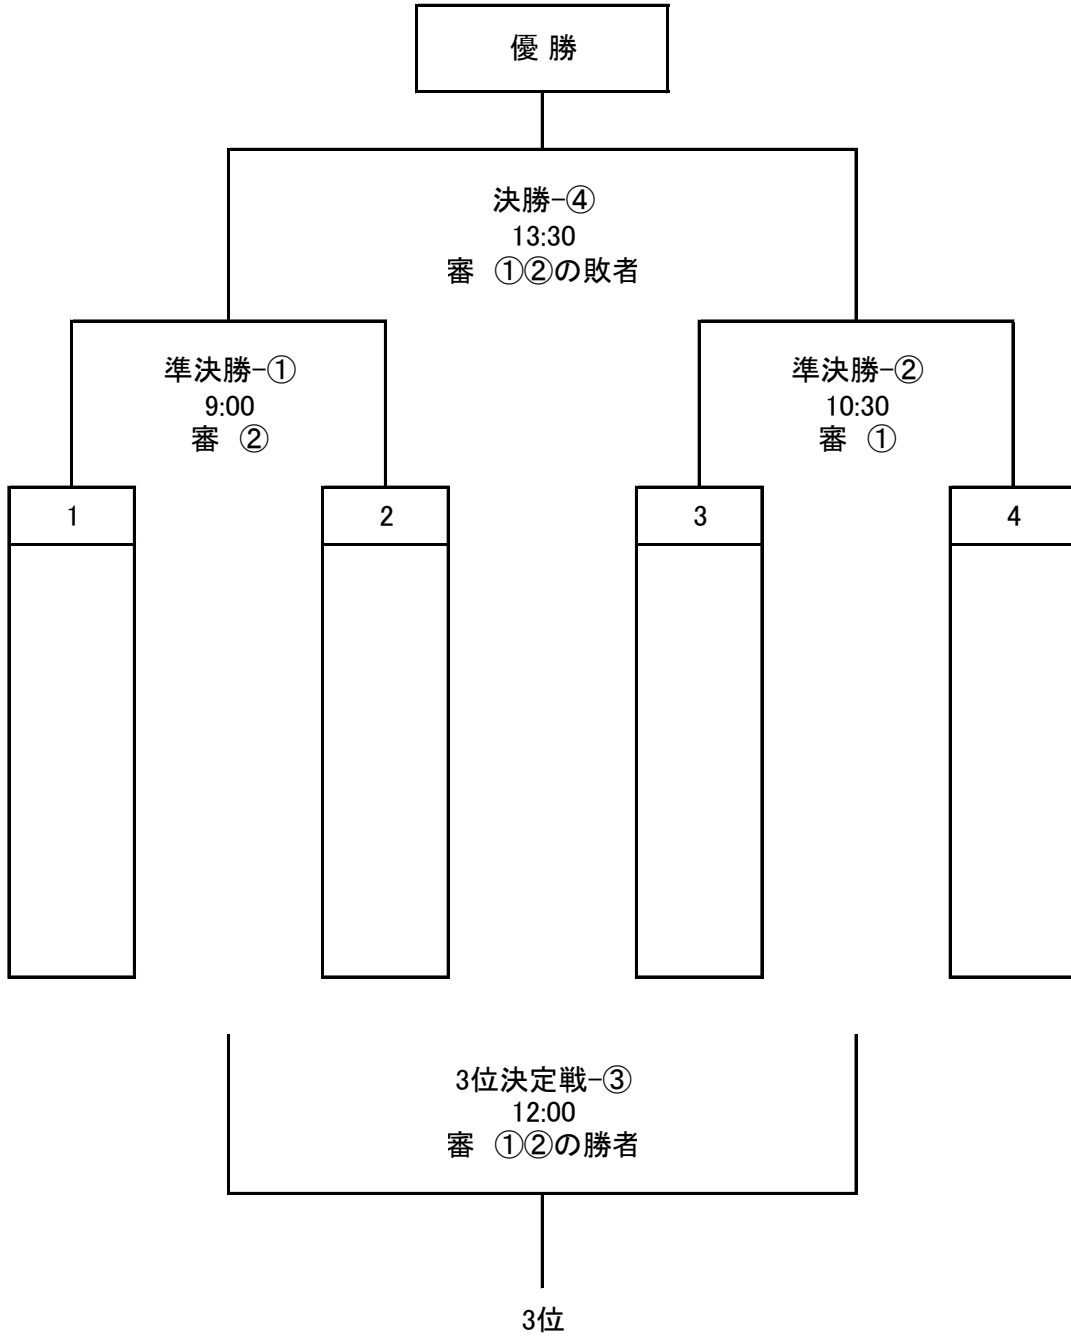 優 勝
決勝-④
13:30
審　①②の敗者
準決勝-①
9:00
審　②
準決勝-②
10:30
審　①
1
2
3
4
3位決定戦-③
12:00
審　①②の勝者
3位